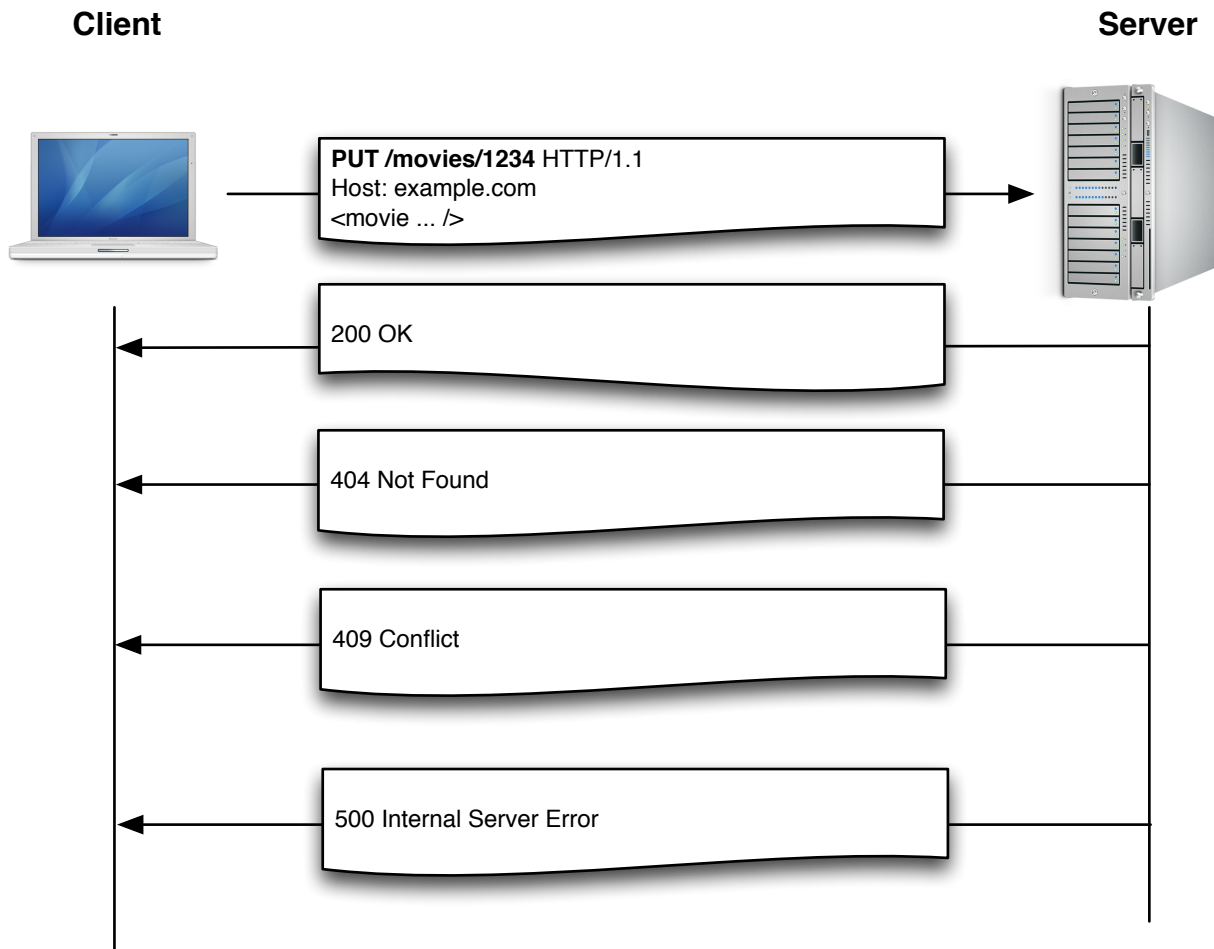 Client
Server
PUT /movies/1234 HTTP/1.1
Host: example.com
<movie ... />
200 OK
404 Not Found
409 Conflict
500 Internal Server Error